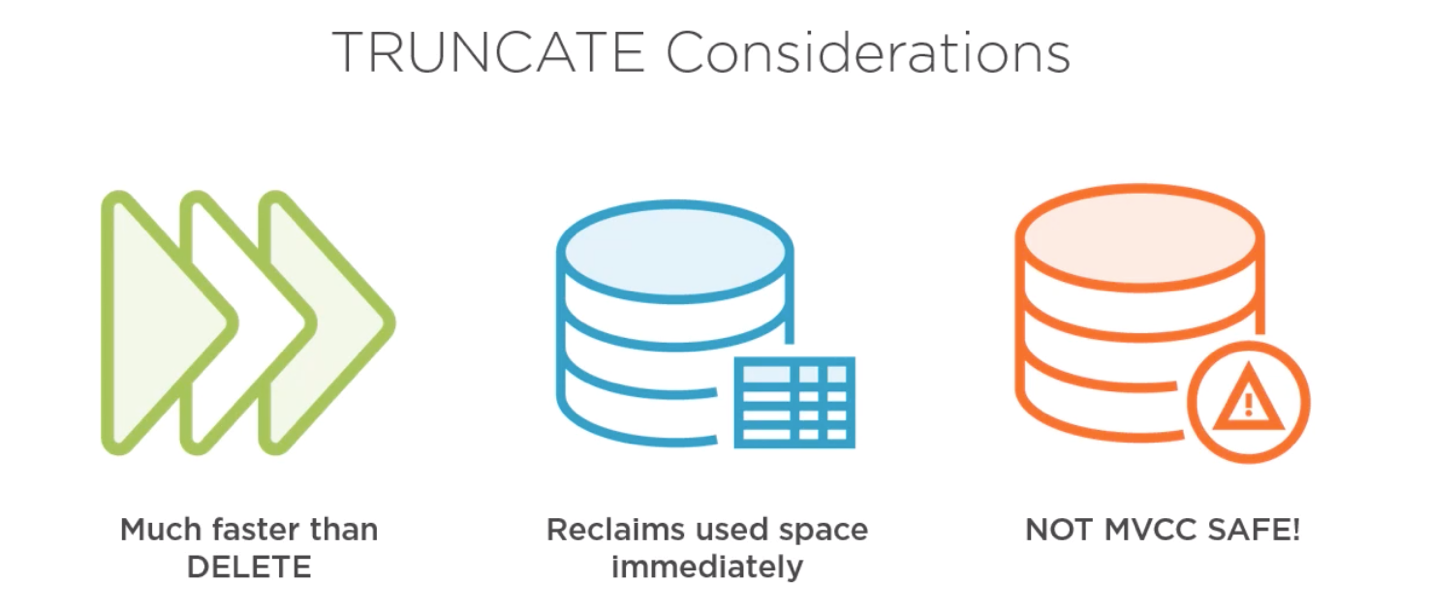 TRUNCATE Considerations
Much faster than
DELETE
Reclaims used space
immediately
NOT MVCC SAFE!